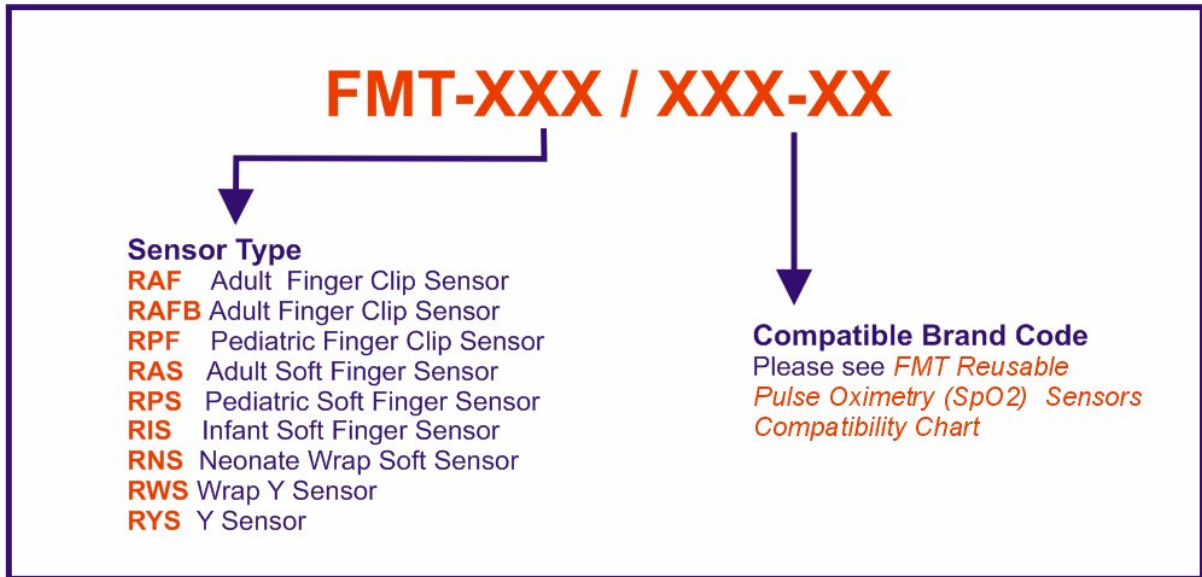 FMT-XXX / XXX-XX
Sensor Type
RAF Adult Finger Clip Sensor
RAFB Adult Finger Clip Sensor
RPF Pediatric Finger Clip Sensor
RAS Adult Soft Finger Sensor
RPS Pediatric Soft Finger Sensor
RIS Infant Soft Finger Sensor
RNS Neonate Wrap Soft Sensor
RWS Wrap Y Sensor
RYS Y Sensor
Compatible Brand Code
Please see FMT Reusable
Pulse Oximetry (SpO2) Sensors
Compatibility Chart